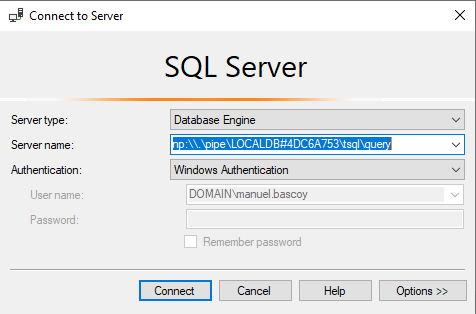 Connect to Server
SQL Server
Server type: Database Engine
Server name: np:\\.\pipe\LOCALDB#4DC6A753\tsql\query
Authentication: Windows Authentication
User name: DOMAIN\manuel.bascoy
Password:
Remember password
Connect Cancel Help Options >>